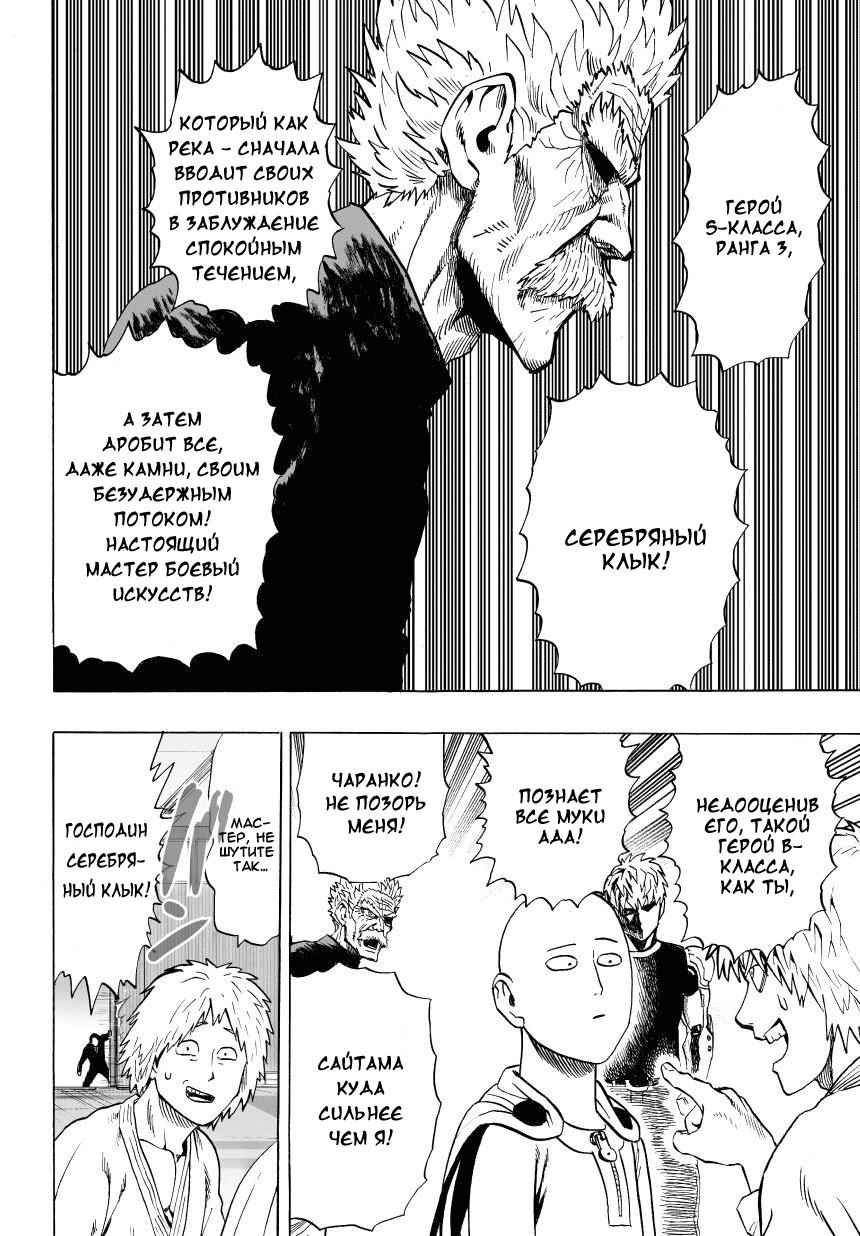 ГЕРОЙ
S-КЛАССА,
РАНГА 3,
СЕРЕБРЯНЫЙ
КЛЫК!
КОТОРЫЙ КАК
РЕКА - СНАЧАЛА
ВВОДИТ СВОИХ
ПРОТИВНИКОВ
В ЗАБЛУЖДАЕНИЕ
СПОКОЙНЫМ
ТЕЧЕНИЕМ,
А ЗАТЕМ
ДРОБИТ ВСЕ,
ДАЖЕ КАМНИ, СВОИМ
БЕЗУДЕРЖНЫМ
ПОТОКОМ!
НАСТОЯЩИЙ
МАСТЕР БОЕВЫЙ
ИСКУССТВ!
НЕДООЦЕНИВ
ЕГО, ТАКОЙ
ГЕРОЙ B-
КЛАССА,
КАК ТЫ,
ПОЗНАЕТ
ВСЕ МУКИ
АДА!
ЧАРАНКО!
НЕ ПОЗОРЬ
МЕНЯ!
САЙТАМА
КУДА
СИЛЬНЕЕ
ЧЕМ Я!
МАС-
ТЕР, НЕ
ШУТИТЕ
ТАК...
ГОСПОДИН
СЕРЕБРЯ-
НЫЙ КЛЫК!